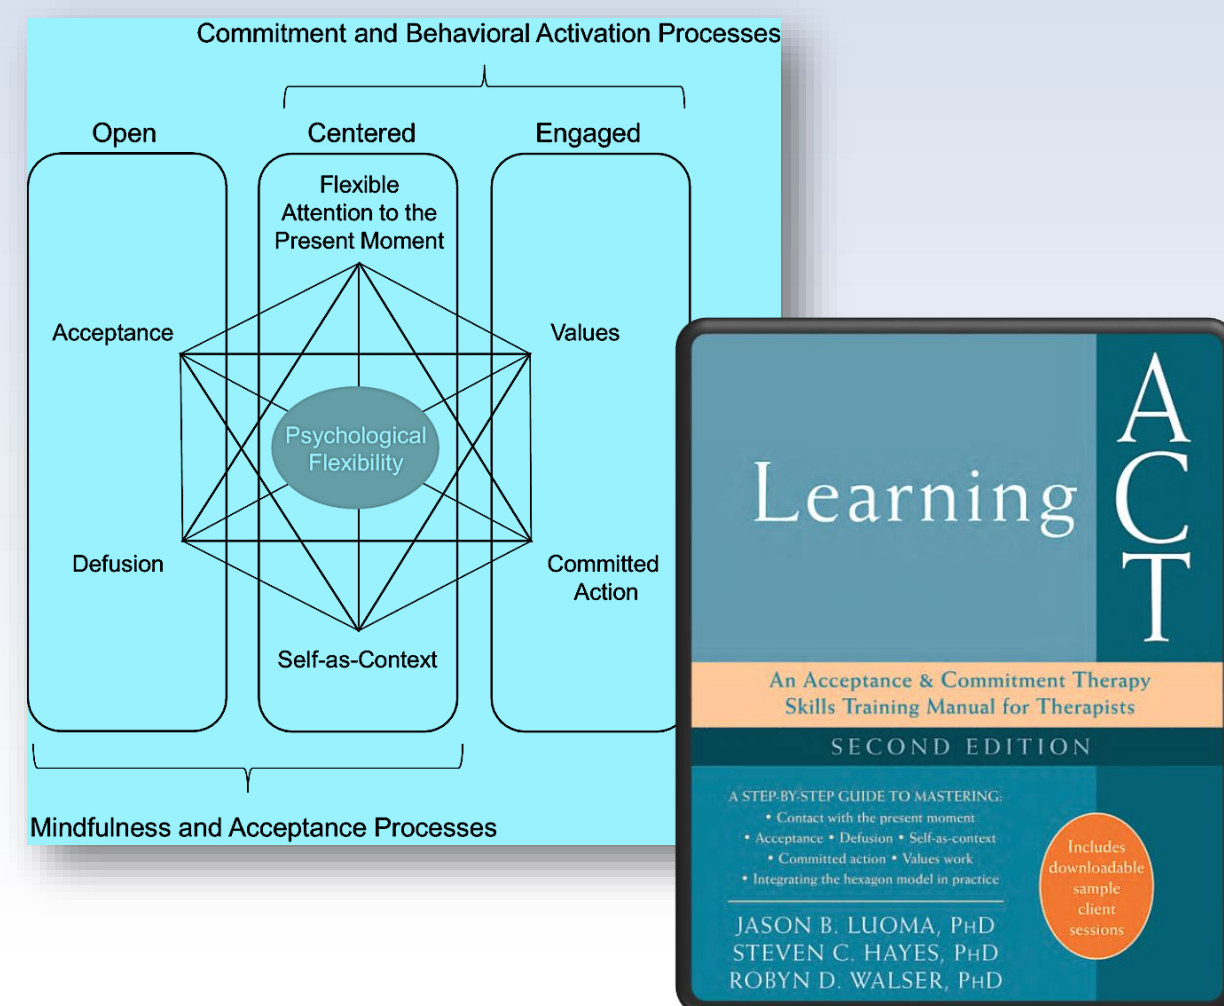 Commitment and Behavioral Activation Processes
Open
Centered
Engaged
Flexible
Attention to the
Present Moment
Acceptance
Values
Psychological
Flexibility
Defusion
Committed
Action
Self-as-Context
Mindfulness and Acceptance Processes
Learning
ACT
An Acceptance & Commitment Therapy
Skills Training Manual for Therapists
SECOND EDITION
A STEP-BY-STEP GUIDE TO MASTERING:
• Contact with the present moment
• Acceptance • Defusion • Self-as-context
• Committed action • Values work
• Integrating the hexagon model in practice
Includes
downloadable
sample
client
sessions
JASON B. LUOMA, PHD
STEVEN C. HAYES, PHD
ROBYN D. WALSER, PHD